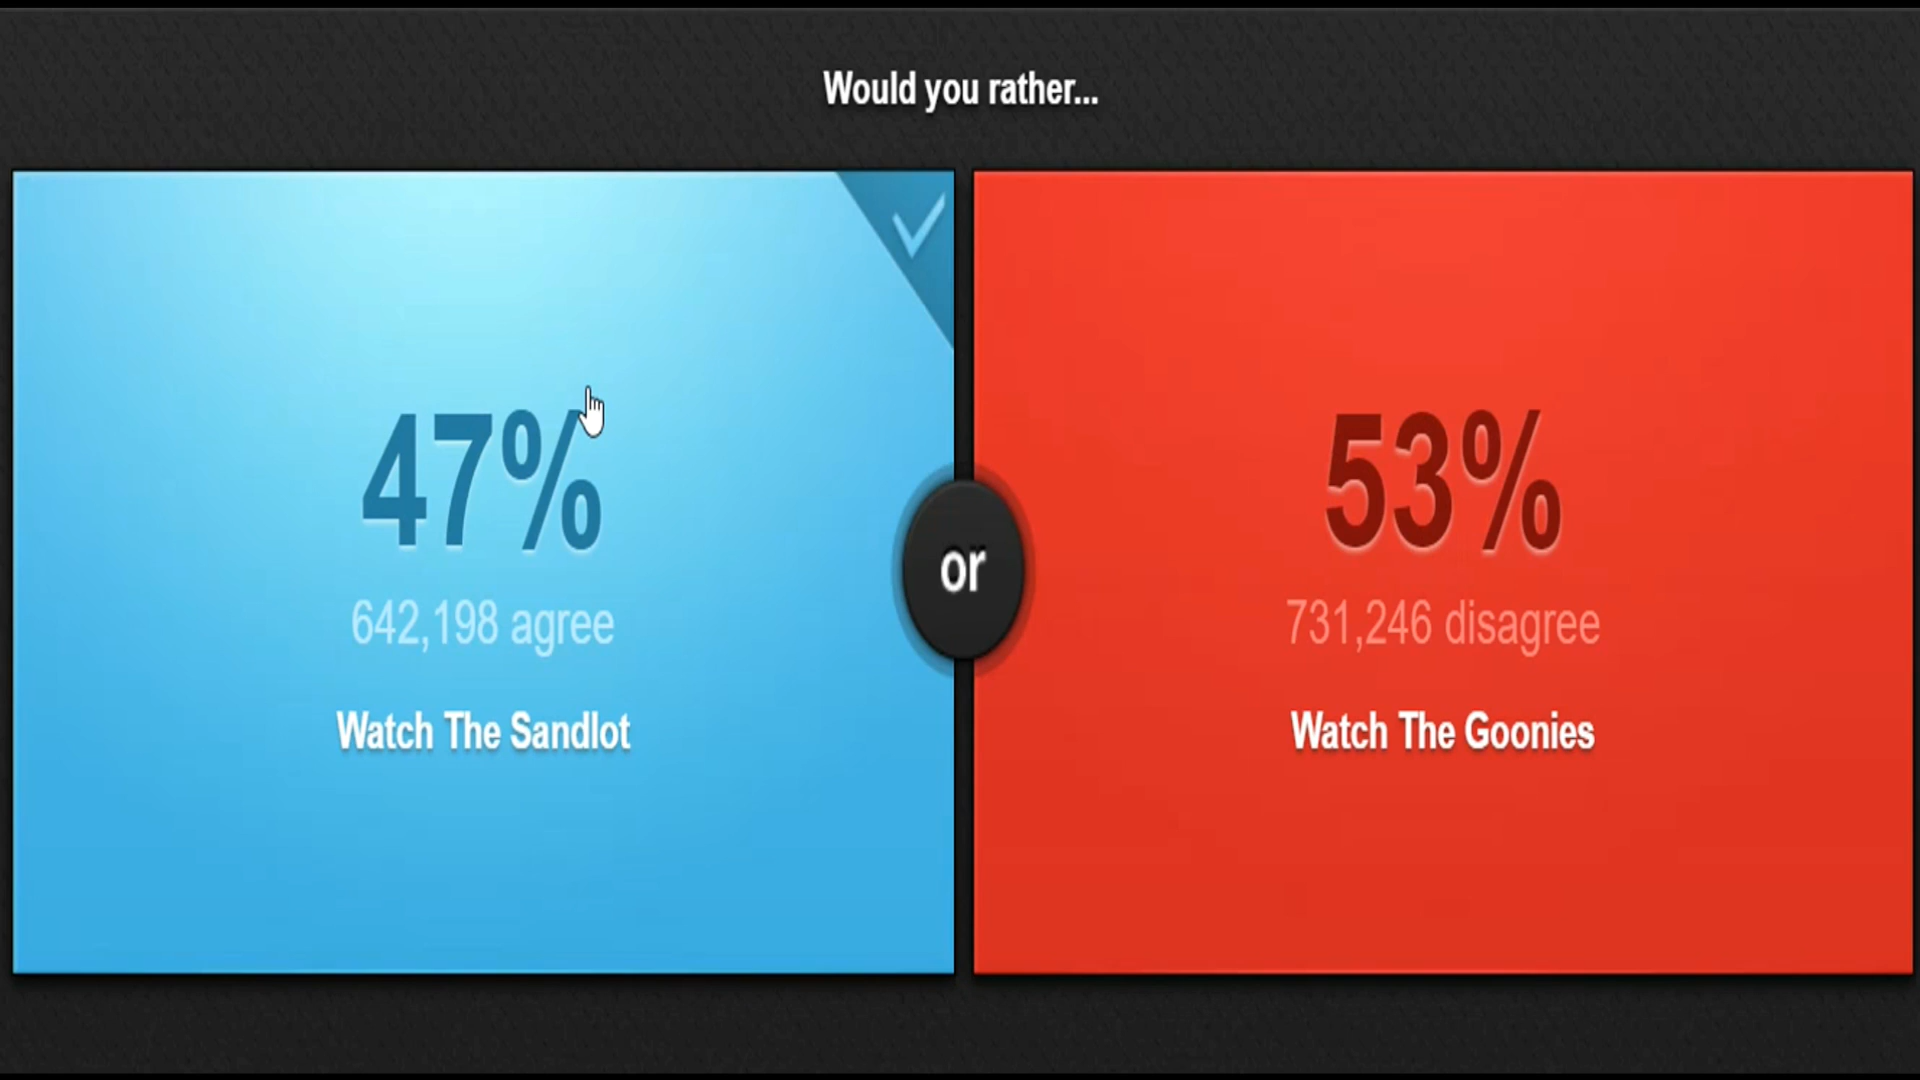 Would you rather...
47%
642,198 agree
Watch The Sandlot
or
53%
731,246 disagree
Watch The Goonies